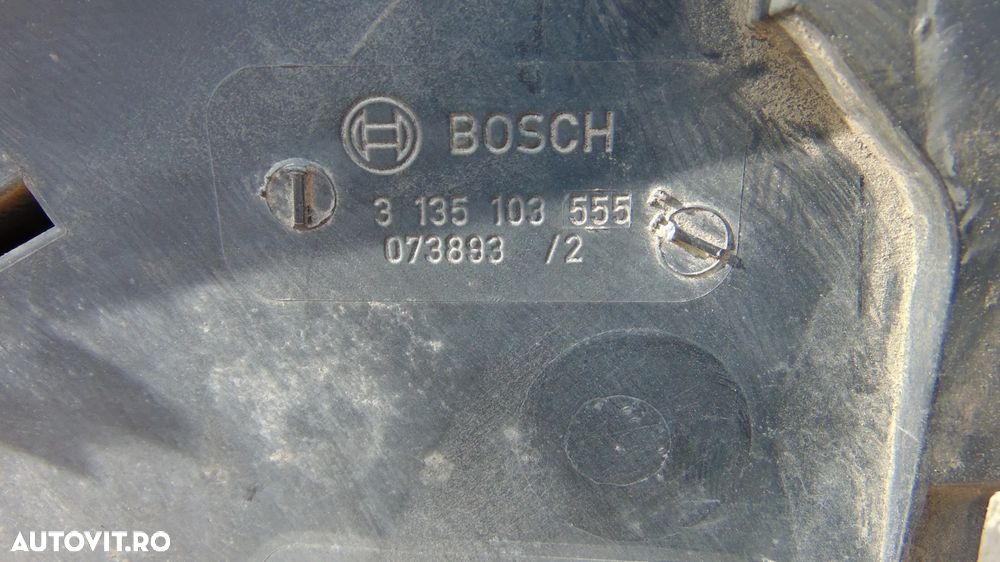 BOSCH
3 135 103 555
073893 /2
AUTOVIT.RO